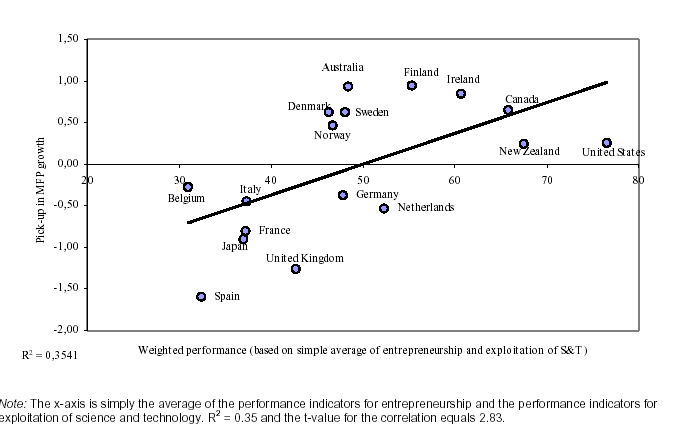 1,50
Australia
Finland
Ireland
1,00
Canada
Denmark
Sweden
0,50
Norway
New Zealand
United States
0,00
20 30 40 50 60 70 80
Italy
Belgium
Germany
-0,50
Netherlands
France
Japan
-1,00
United Kingdom
-1,50
Spain
-2,00
Pick-up in MFP growth
Weighted performance (based on simple average of entrepreneurship and exploitation of S&T)
R² = 0,3541
Note: The x-axis is simply the average of the performance indicators for entrepreneurship and the performance indicators for
exploitation of science and technology. R² = 0.35 and the t-value for the correlation equals 2.83.